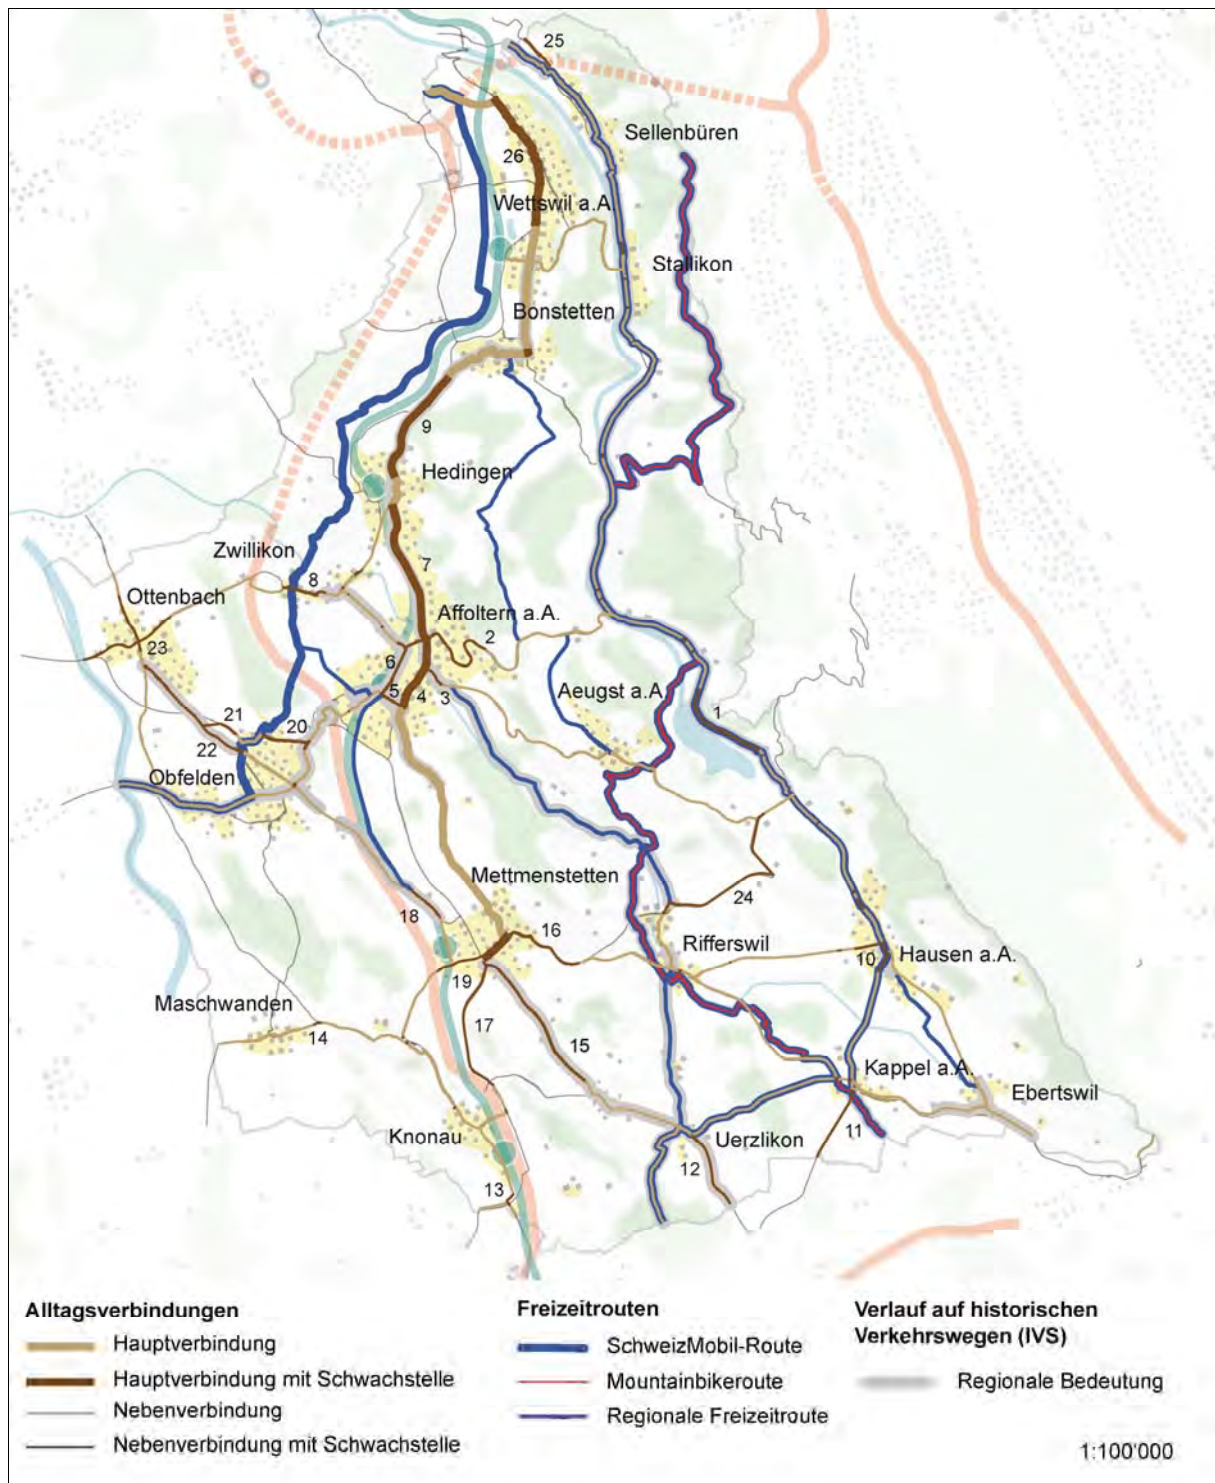 25
Sellenbüren
26
Wettswil a.A.
Stallikon
Bonstetten
9
Hedingen
Zwillikon
7
8
Ottenbach
Affoltern a.A.
2
23
6
Aeugst a.A.
5
4
3
21
1
20
22
Obfelden
Mettmenstetten
24
18
16
Rifferswil
10
Hausen a.A.
19
Maschwanden
17
14
15
Kappel a.A.
Ebertswil
Knonau
11
Uerzlikon
12
13
Alltagsverbindungen
Hauptverbindung
Hauptverbindung mit Schwachstelle
Nebenverbindung
Nebenverbindung mit Schwachstelle
Freizeitrouten
SchweizMobil-Route
Mountainbikeroute
Regionale Freizeitroute
Verlauf auf historischen
Verkehrswegen (IVS)
Regionale Bedeutung
1:100'000